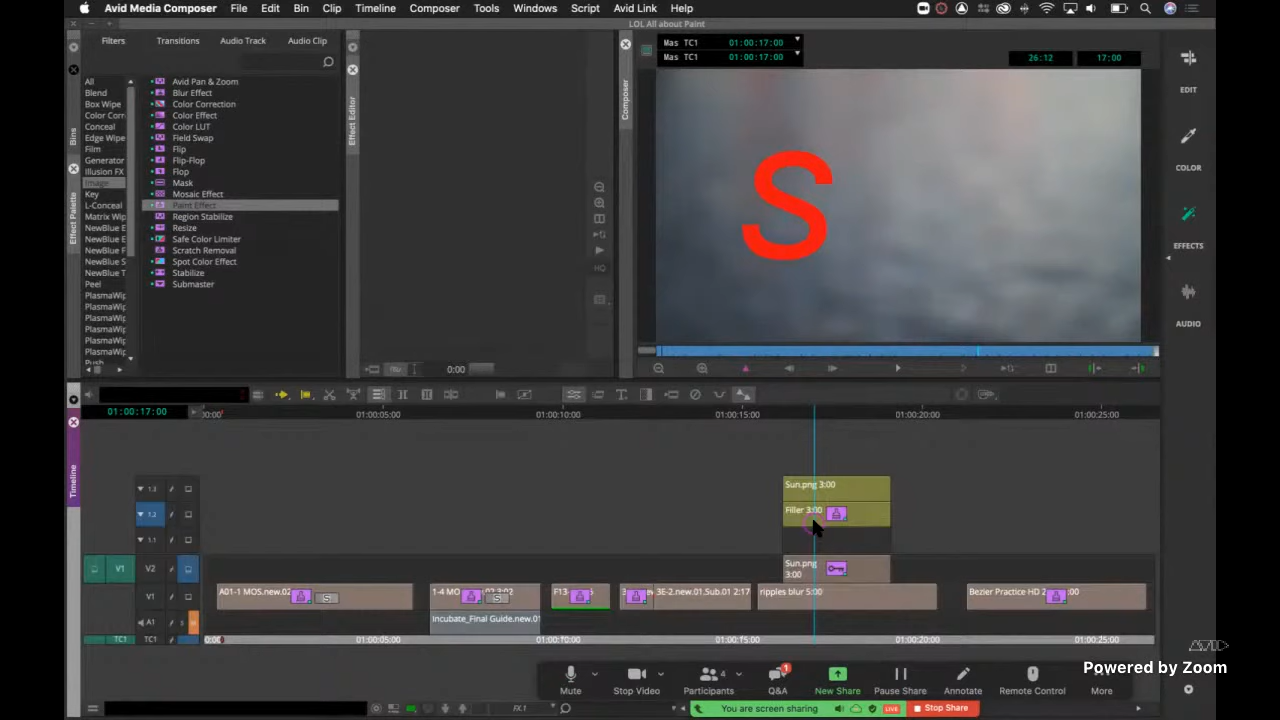 Avid Media Composer File Edit Bin Clip Timeline Composer Tools Windows Script Avid Link Help
LOL All about Paint
Filters Transitions Audio Track Audio Clip
All
Blend
Box Wipe
Color Corr
Conceal
Edge Wipe
Film
Generator
Illusion FX
Image
Key
L-Conceal
Matrix Wip
NewBlue E
NewBlue E
NewBlue F
NewBlue S
NewBlue T
Peel
PlasmaWip
PlasmaWip
PlasmaWip
PlasmaWip
PlasmaWip
PlasmaWip
Push
Avid Pan & Zoom
Blur Effect
Color Correction
Color Effect
Color LUT
Field Swap
Flip
Flip-Flop
Flop
Mask
Mosaic Effect
Paint Effect
Region Stabilize
Resize
Safe Color Limiter
Scratch Removal
Spot Color Effect
Stabilize
Submaster
Bins
Effect Palette
Effect Editor
HQ
0:00
Composer
Mas TC1 01:00:17:00
Mas TC1 01:00:17:00
26:12 17:00
S
EDIT
COLOR
EFFECTS
AUDIO
Timeline
01:00:17:00
00:00 01:00:05:00 01:00:10:00 01:00:15:00 01:00:20:00 01:00:25:00
1.3 Sun.png 3:00
1.2 Filler 3:00
1.1
V1 V2 Sun.png 3:00
V1 A01-1 MOS.new.02 S 1-4 MO S 3:02 F13- 3E-2.new.01.Sub.01 2:17 ripples blur 5:00 Bezier Practice HD 2 :00
A1 Incubate_Final Guide.new.01
TC1 TC1 0:00 01:00:05:00 01:00:10:00 01:00:15:00 01:00:20:00 01:00:25:00
AVID
Powered by Zoom
Mute Stop Video Participants 4 Q&A 1 New Share Pause Share Annotate Remote Control More
FX.1 You are screen sharing LIVE Stop Share